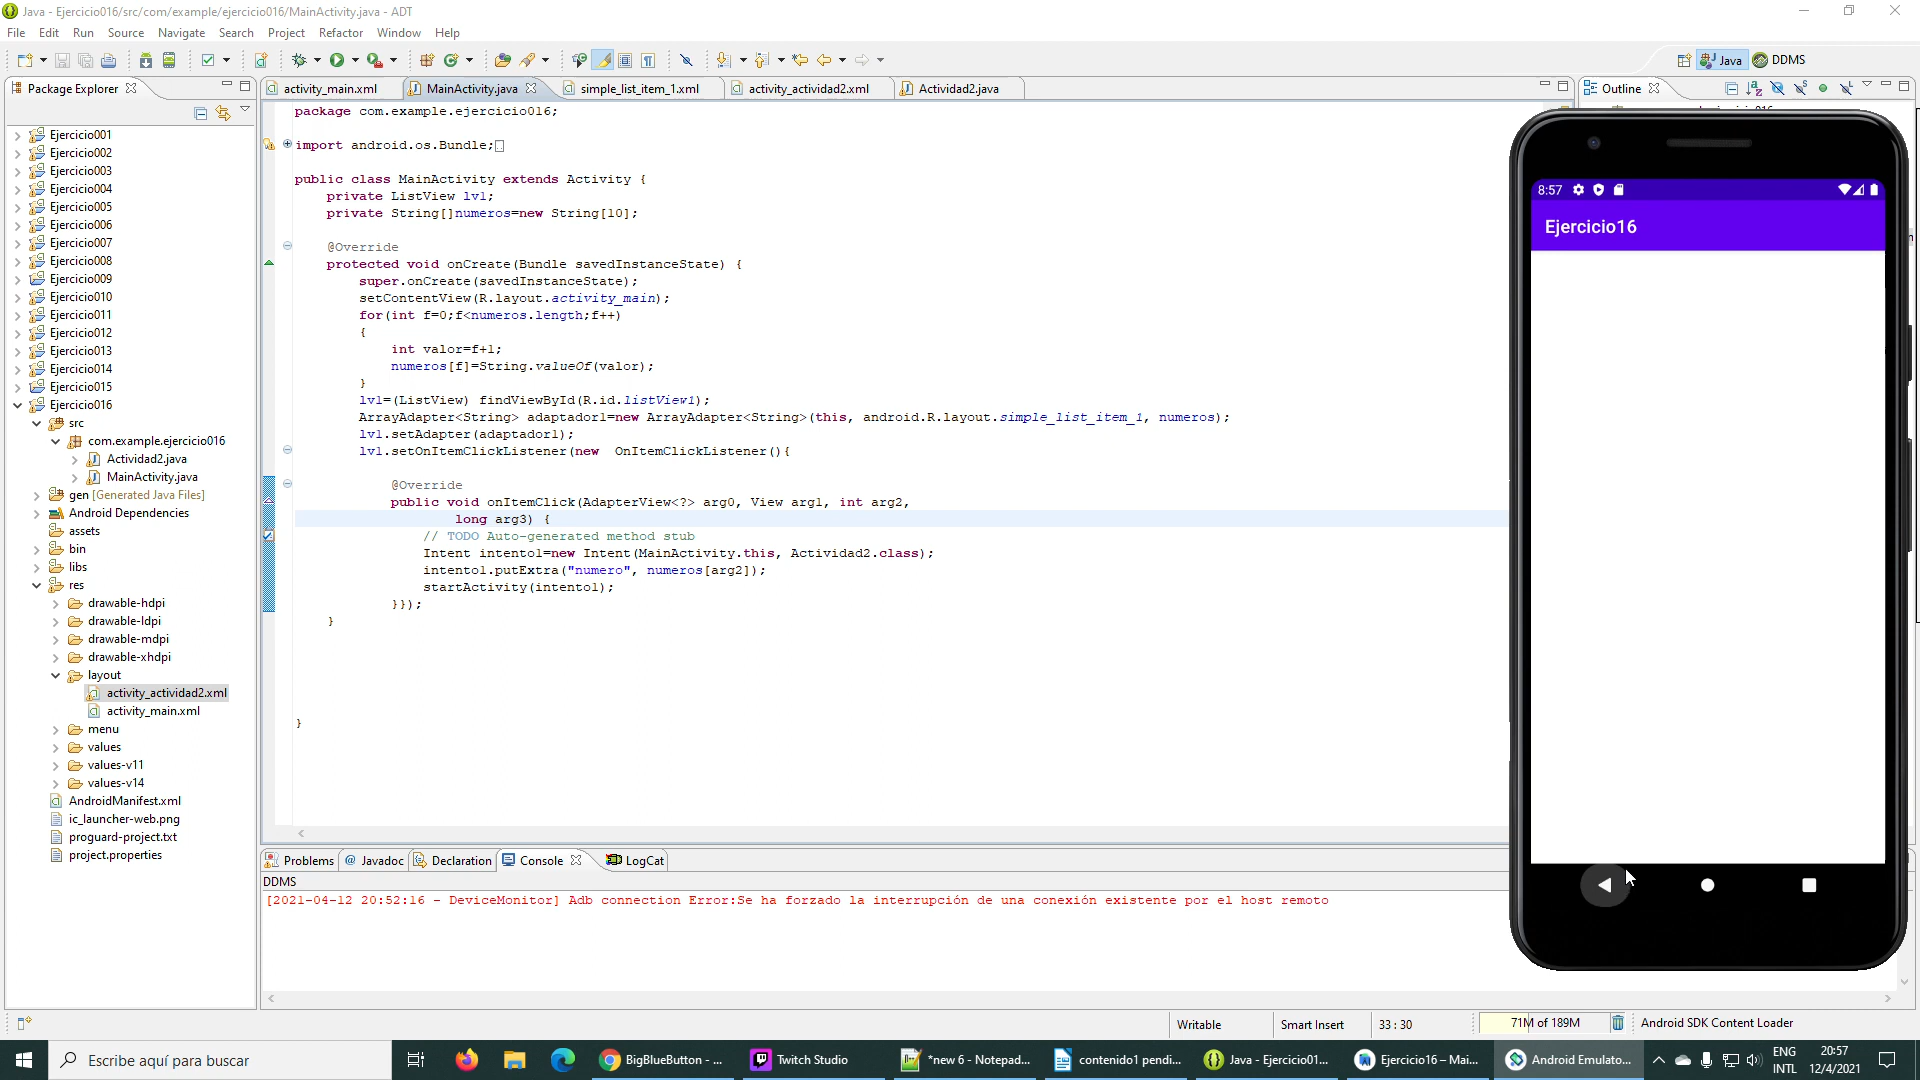 Java - Ejercicio016/src/com/example/ejercicio016/MainActivity.java - ADT
File Edit Run Source Navigate Search Project Refactor Window Help
Java DDMS
Package Explorer
activity_main.xml MainActivity.java simple_list_item_1.xml activity_actividad2.xml Actividad2.java
Outline
Ejercicio001
Ejercicio002
Ejercicio003
Ejercicio004
Ejercicio005
Ejercicio006
Ejercicio007
Ejercicio008
Ejercicio009
Ejercicio010
Ejercicio011
Ejercicio012
Ejercicio013
Ejercicio014
Ejercicio015
Ejercicio016
src
com.example.ejercicio016
Actividad2.java
MainActivity.java
gen [Generated Java Files]
Android Dependencies
assets
bin
libs
res
drawable-hdpi
drawable-ldpi
drawable-mdpi
drawable-xhdpi
layout
activity_actividad2.xml
activity_main.xml
menu
values
values-v11
values-v14
AndroidManifest.xml
ic_launcher-web.png
proguard-project.txt
project.properties
package com.example.ejercicio016;
import android.os.Bundle;
public class MainActivity extends Activity {
private ListView lv1;
private String[]numeros=new String[10];
@Override
protected void onCreate(Bundle savedInstanceState) {
super.onCreate(savedInstanceState);
setContentView(R.layout.activity_main);
for(int f=0;f<numeros.length;f++)
{
int valor=f+1;
numeros[f]=String.valueOf(valor);
}
lv1=(ListView) findViewById(R.id.listView1);
ArrayAdapter<String> adaptador1=new ArrayAdapter<String>(this, android.R.layout.simple_list_item_1, numeros);
lv1.setAdapter(adaptador1);
lv1.setOnItemClickListener(new  OnItemClickListener(){
@Override
public void onItemClick(AdapterView<?> arg0, View arg1, int arg2,
long arg3) {
// TODO Auto-generated method stub
Intent intento1=new Intent(MainActivity.this, Actividad2.class);
intento1.putExtra("numero", numeros[arg2]);
startActivity(intento1);
}});
}
}
8:57
Ejercicio16
Problems @ Javadoc Declaration Console LogCat
DDMS
[2021-04-12 20:52:16 - DeviceMonitor] Adb connection Error:Se ha forzado la interrupción de una conexión existente por el host remoto
Writable Smart Insert 33 : 30 71M of 189M Android SDK Content Loader
Escribe aquí para buscar
BigBlueButton - ... Twitch Studio *new 6 - Notepad... contenido1 pendi... Java - Ejercicio01... Ejercicio16 – Mai... Android Emulato...
ENG
INTL
20:57
12/4/2021